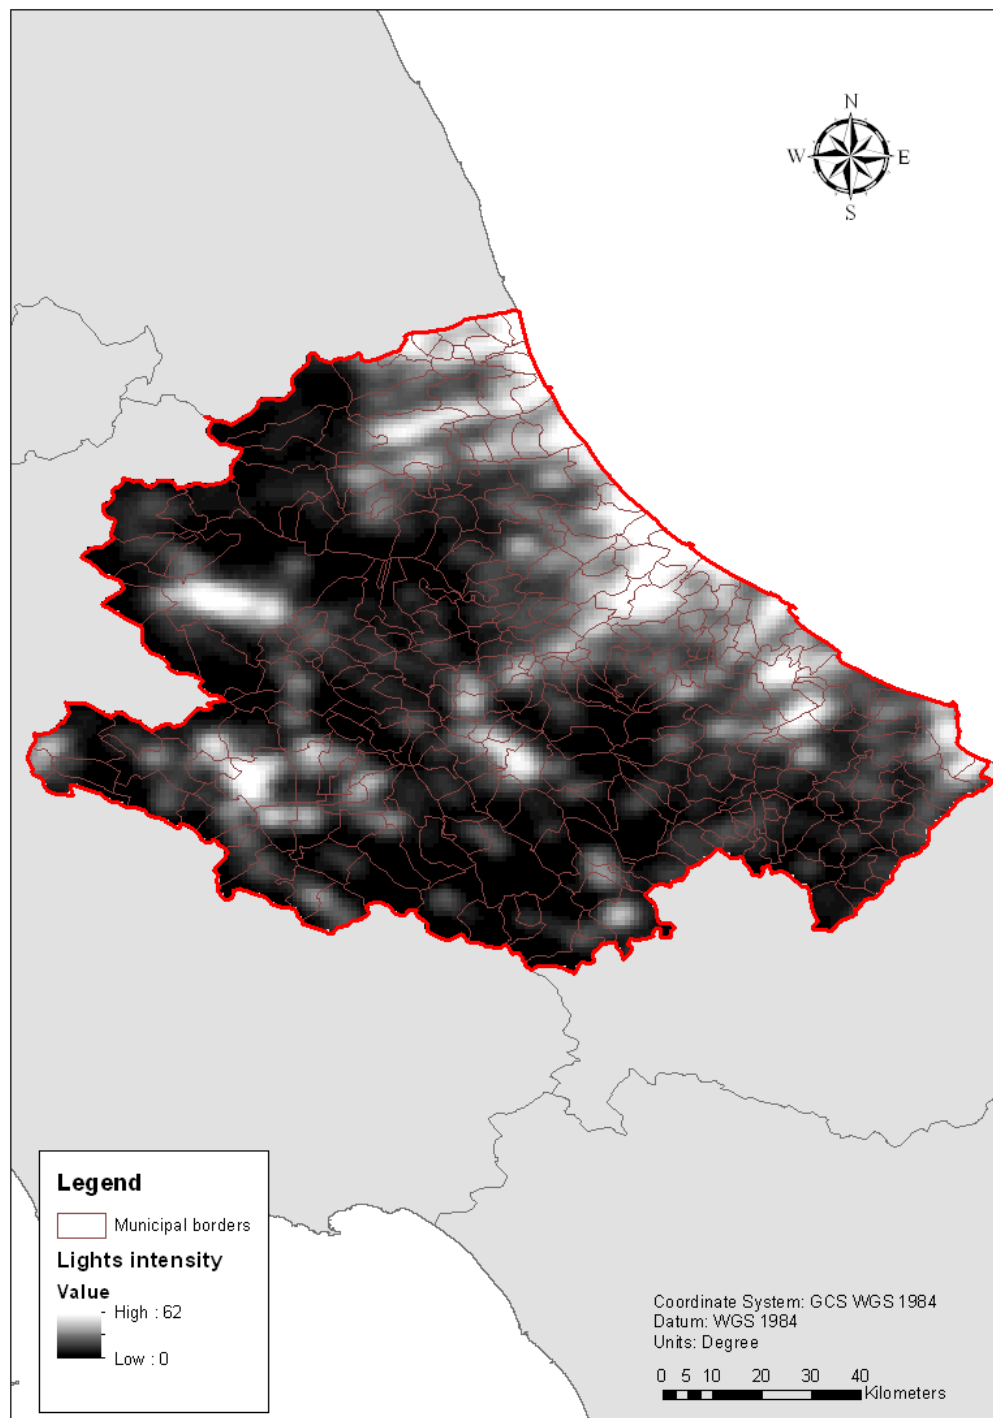 N
W E
S
Legend
Municipal borders
Lights intensity
Value
High : 62
Low : 0
Coordinate System: GCS WGS 1984
Datum: WGS 1984
Units: Degree
0 5 10 20 30 40
Kilometers